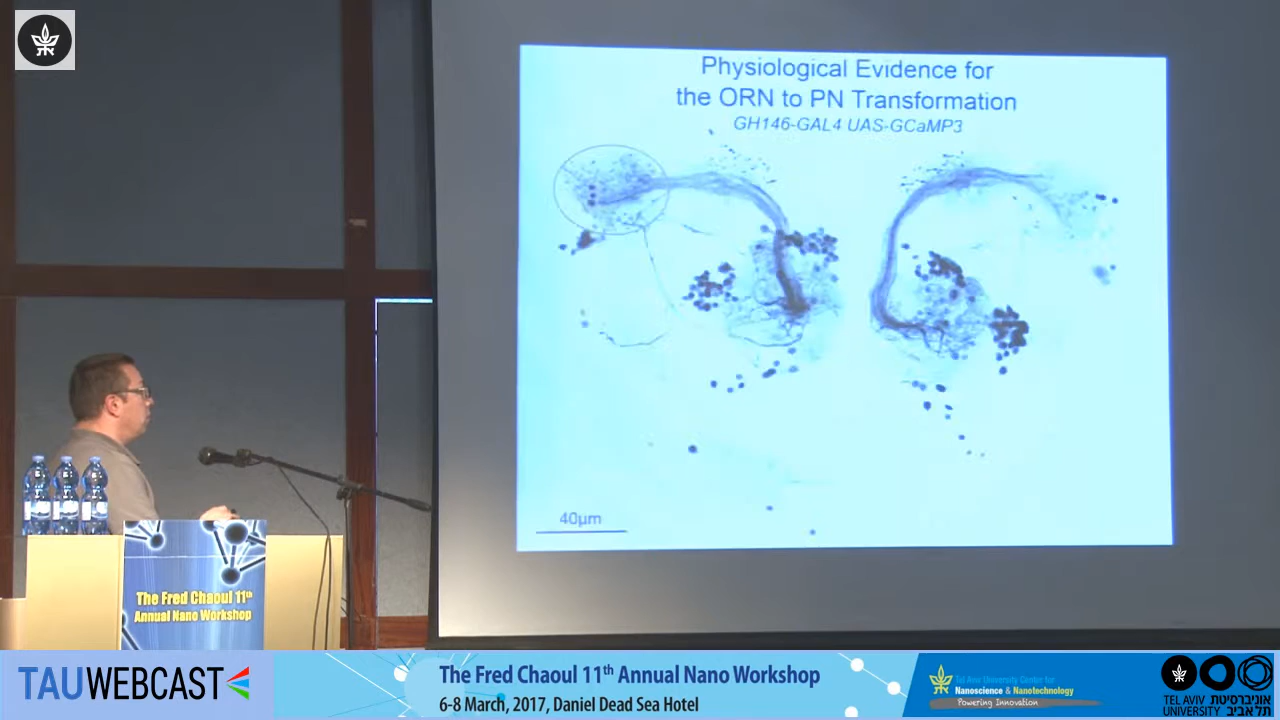 Physiological Evidence for
the ORN to PN Transformation
GH146-GAL4 UAS-GCaMP3
40µm
The Fred Chaoul 11th
Annual Nano Workshop
TAUWEBCAST
The Fred Chaoul 11th Annual Nano Workshop
6-8 March, 2017, Daniel Dead Sea Hotel
Tel Aviv University Center for
Nanoscience & Nanotechnology
Powering Innovation
TEL AVIV אוניברסיטת
UNIVERSITY תל אביב